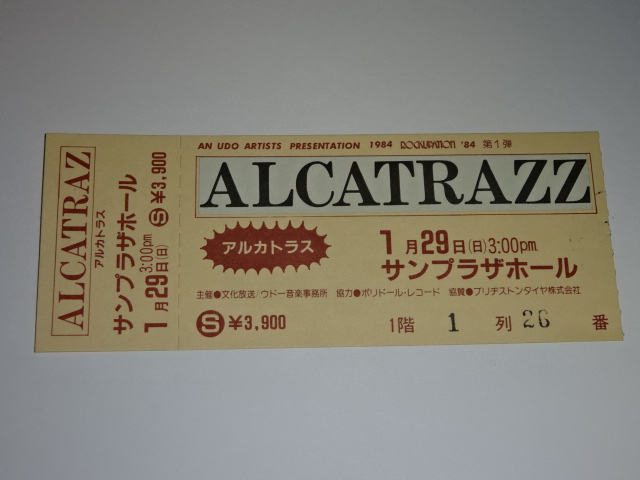 ALCATRAZ
アルカトラス
サンプラザホール
1月29日(日) 3:00pm
Ⓢ ¥3,900
AN UDO ARTISTS PRESENTATION 1984 ROCKUPATION '84 第1弾
ALCATRAZZ
アルカトラス
1月29日(日)3:00pm
サンプラザホール
主催●文化放送/ウドー音楽事務所 協力●ポリドール・レコード 協賛●ブリヂストンタイヤ株式会社
Ⓢ ¥3,900
1階 1 列 26 番